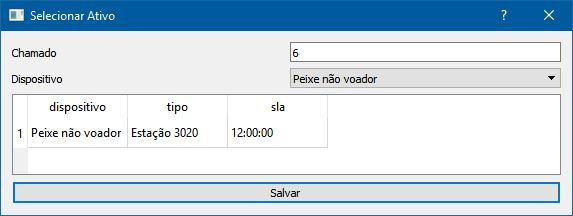 Selecionar Ativo
Chamado 6
Dispositivo Peixe não voador
dispositivo tipo sla
1 Peixe não voador Estação 3020 12:00:00
Salvar